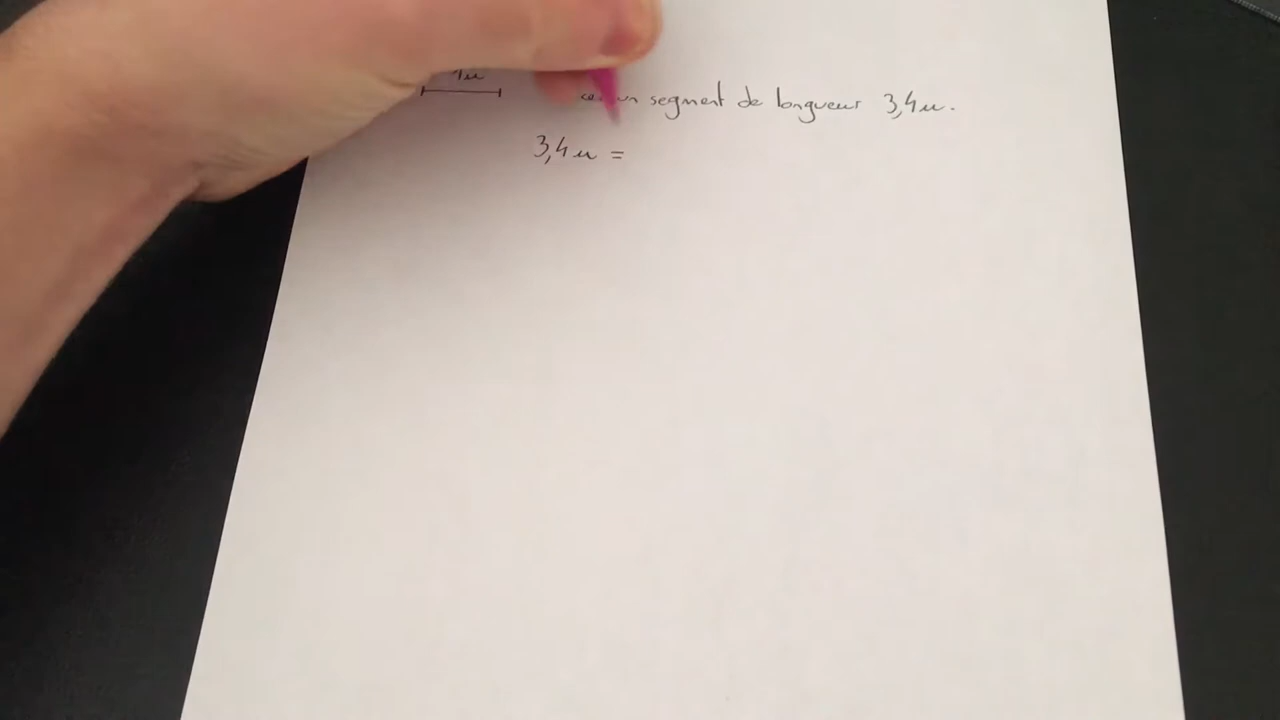 1u
un segment de longueur 3,4u.
3,4u =